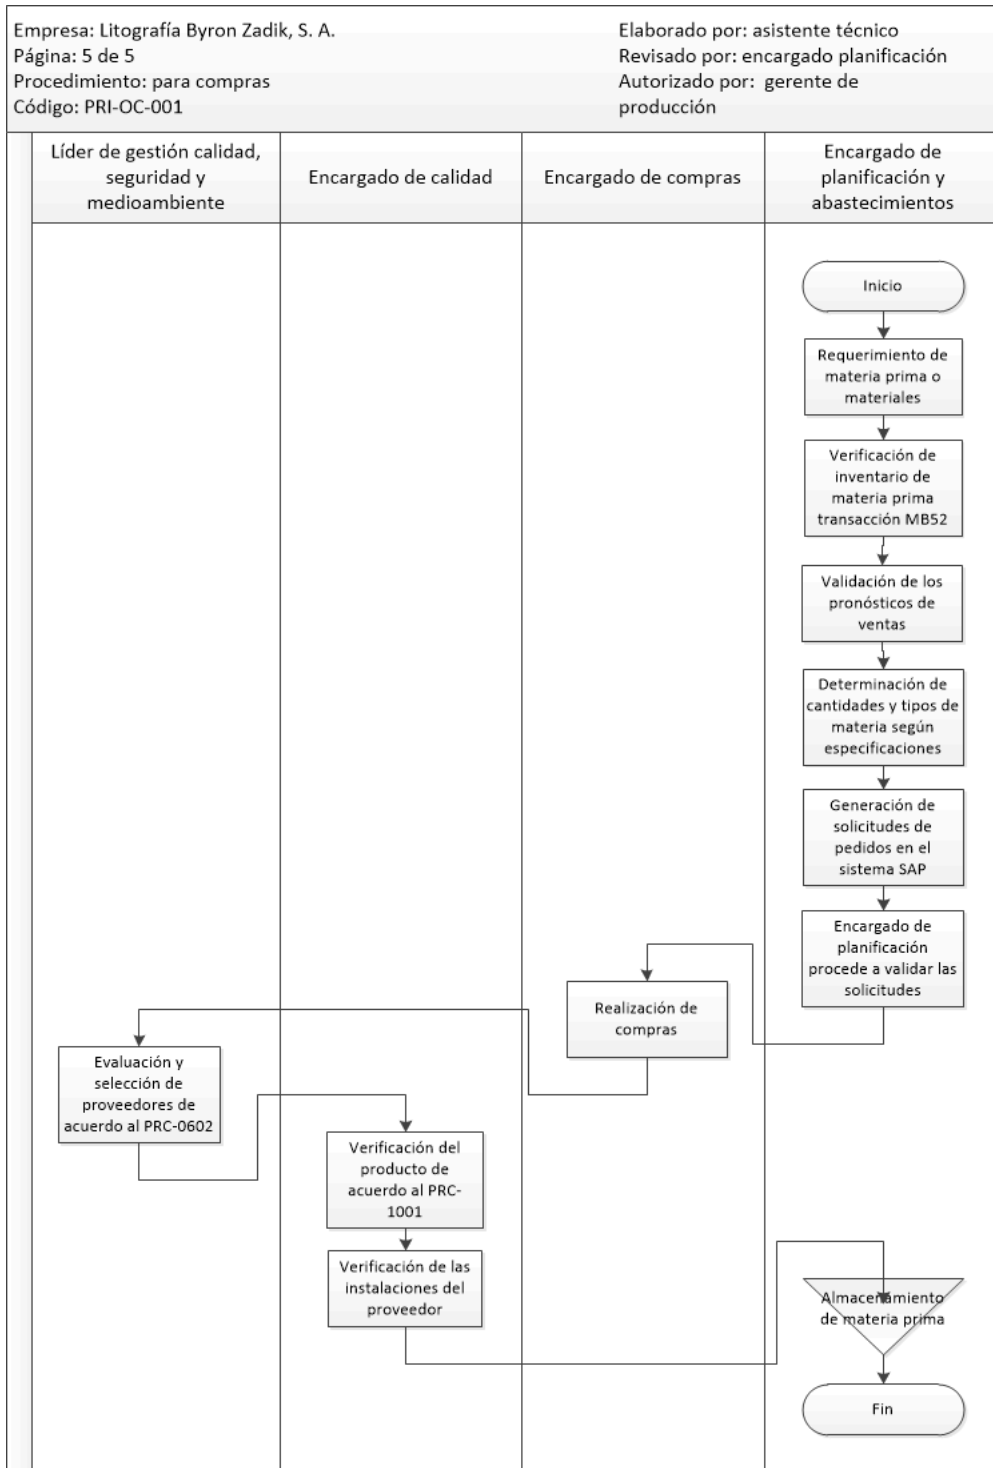 Empresa: Litografía Byron Zadik, S. A.
Página: 5 de 5
Procedimiento: para compras
Código: PRI-OC-001
Elaborado por: asistente técnico
Revisado por: encargado planificación
Autorizado por:  gerente de
producción
Líder de gestión calidad,
seguridad y
medioambiente
Encargado de calidad
Encargado de compras
Encargado de
planificación y
abastecimientos
Inicio
Requerimiento de
materia prima o
materiales
Verificación de
inventario de
materia prima
transacción MB52
Validación de los
pronósticos de
ventas
Determinación de
cantidades y tipos de
materia según
especificaciones
Generación de
solicitudes de
pedidos en el
sistema SAP
Encargado de
planificación
procede a validar las
solicitudes
Realización de
compras
Evaluación y
selección de
proveedores de
acuerdo al PRC-0602
Verificación del
producto de
acuerdo al PRC-
1001
Verificación de las
instalaciones del
proveedor
Almacenamiento
de materia prima
Fin